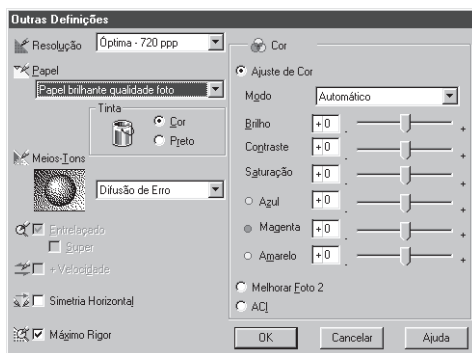 Outras Definições
Resolução
Óptima - 720 ppp
Papel
Papel brilhante qualidade foto
Tinta
Cor
Preto
Meios-Tons
Difusão de Erro
Entrelaçado
Super
+ Velocidade
Simetria Horizontal
Máximo Rigor
Cor
Ajuste de Cor
Modo
Automático
Brilho +0 . +
Contraste +0 . +
Saturação +0 . +
Azul +0 . +
Magenta +0 . +
Amarelo +0 . +
Melhorar Foto 2
ACI
OK
Cancelar
Ajuda